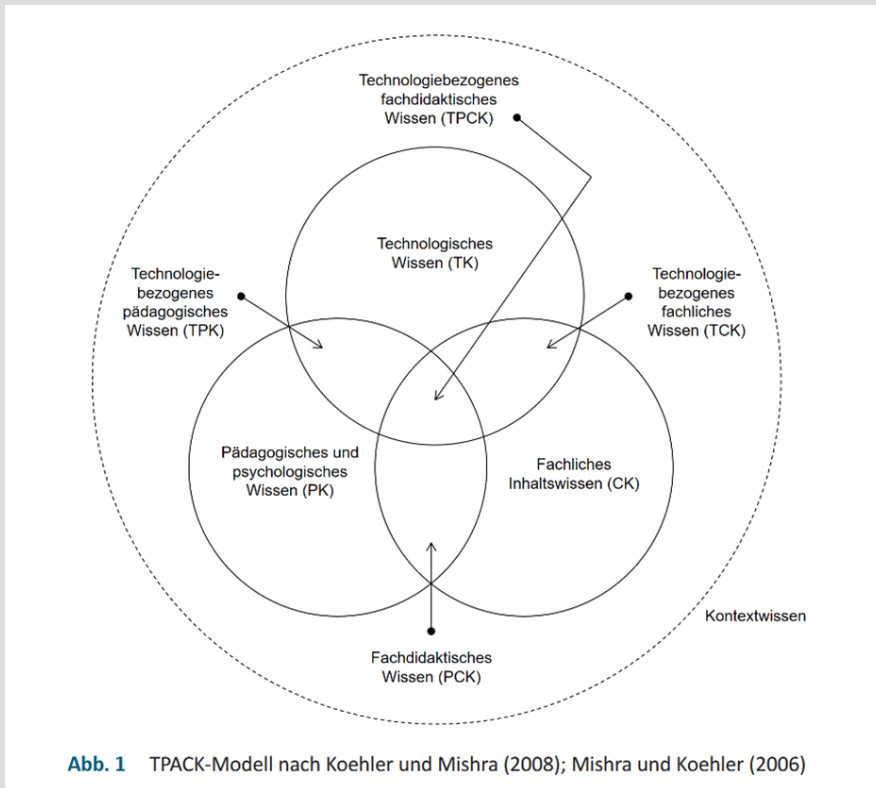 Technologiebezogenes
fachdidaktisches
Wissen (TPCK)
Technologisches
Wissen (TK)
Technologie-
bezogenes
pädagogisches
Wissen (TPK)
Technologie-
bezogenes
fachliches
Wissen (TCK)
Pädagogisches und
psychologisches
Wissen (PK)
Fachliches
Inhaltswissen (CK)
Kontextwissen
Fachdidaktisches
Wissen (PCK)
Abb. 1 TPACK-Modell nach Koehler und Mishra (2008); Mishra und Koehler (2006)